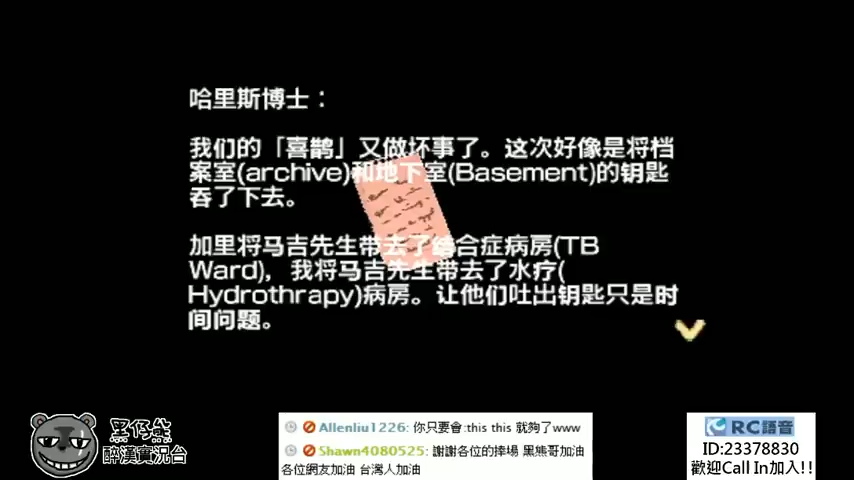 哈里斯博士：
我们的「喜鹊」又做坏事了。这次好像是将档
案室(archive)和地下室(Basement)的钥匙
吞了下去。
加里将马吉先生带去了结合症病房(TB
Ward)，我将马吉先生带去了水疗(
Hydrothrapy)病房。让他们吐出钥匙只是时
间问题。
黑仔熊
醉漢實況台
Allenliu1226: 你只要會:this this 就夠了www
Shawn4080525: 謝謝各位的捧場 黑熊哥加油
各位網友加油 台灣人加油
RC語音
ID:23378830
歡迎Call In加入!!